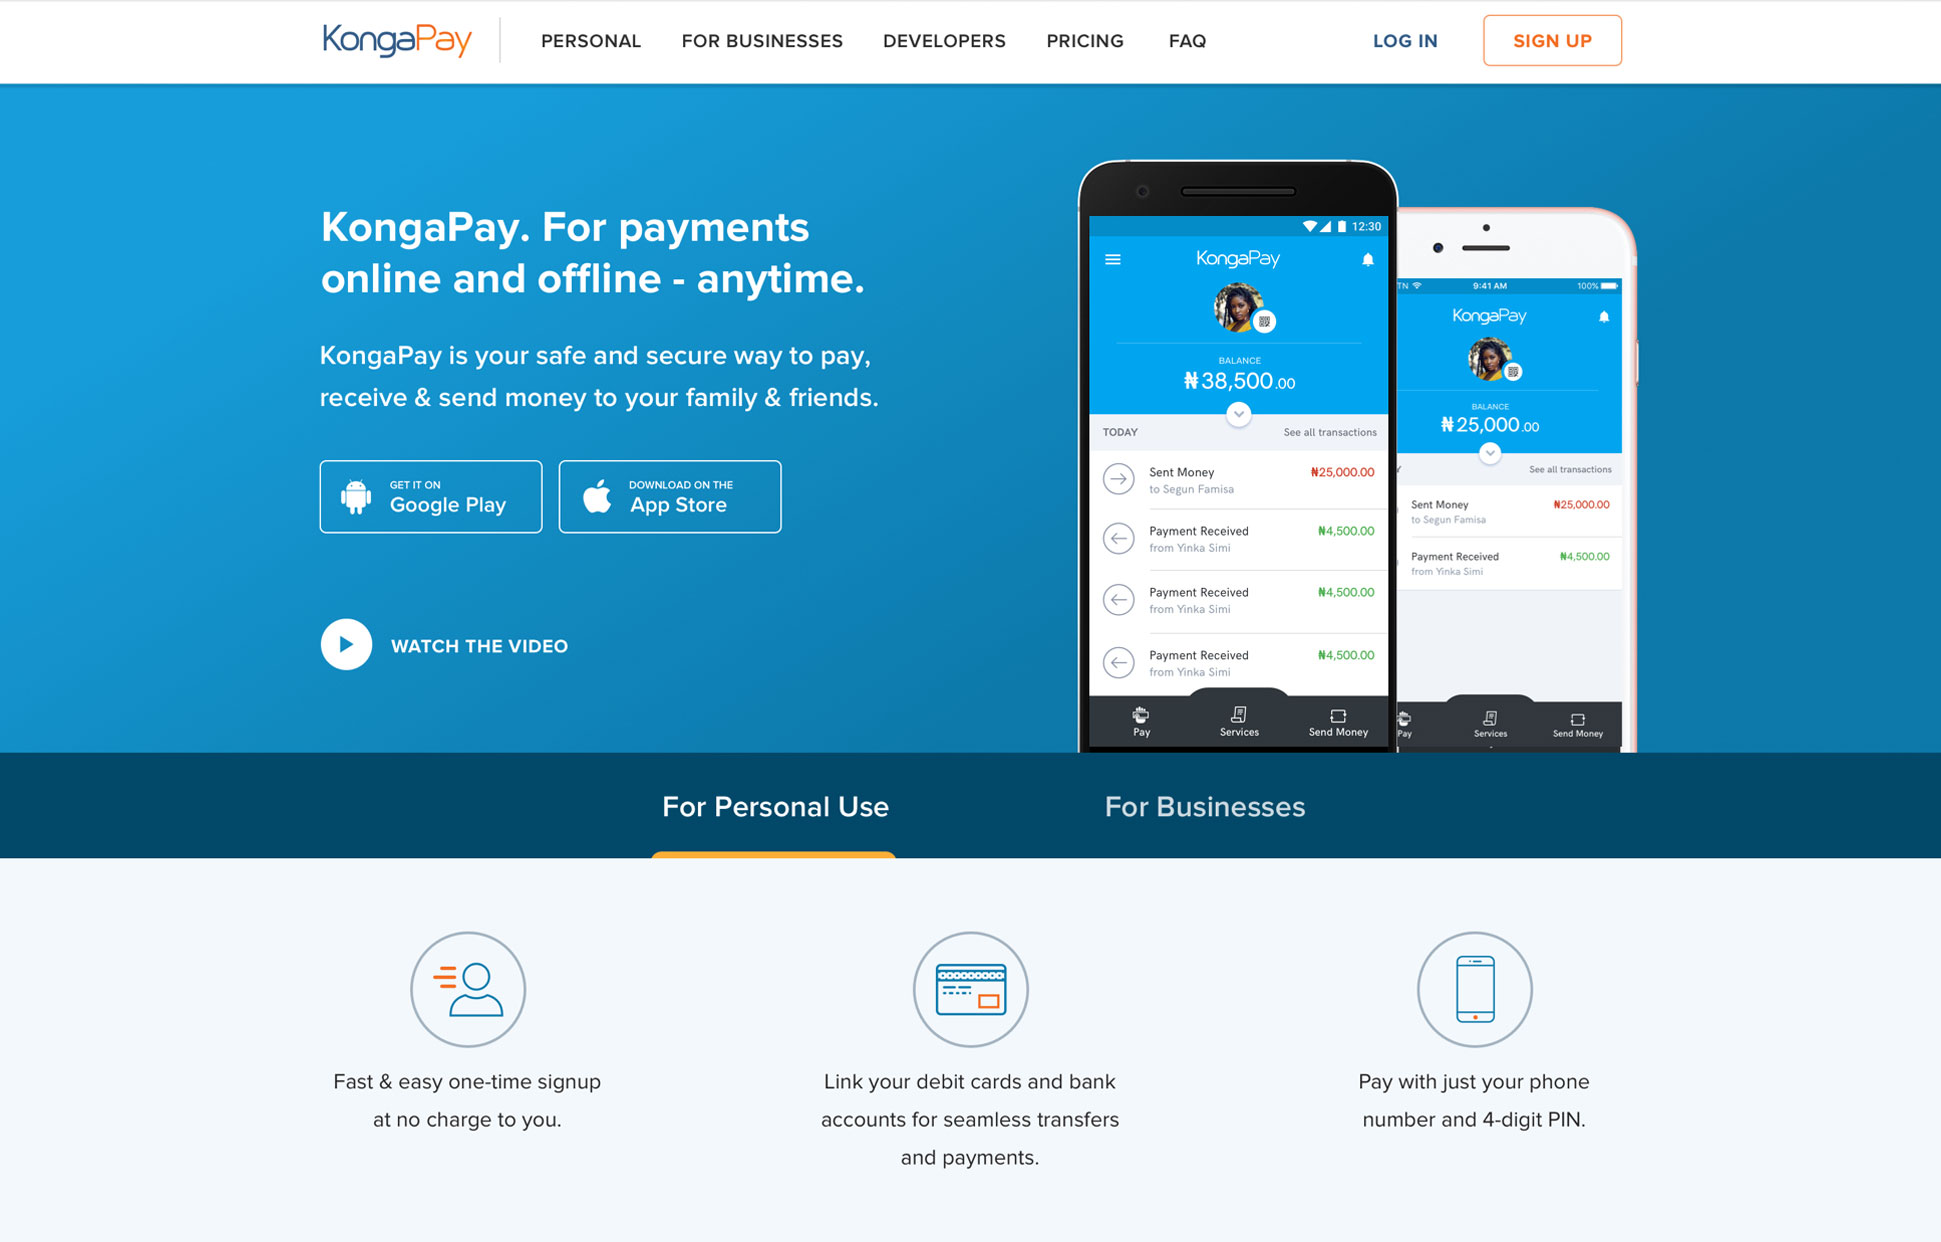 KongaPay
PERSONAL
FOR BUSINESSES
DEVELOPERS
PRICING
FAQ
LOG IN
SIGN UP
KongaPay. For payments
online and offline - anytime.
KongaPay is your safe and secure way to pay,
receive & send money to your family & friends.
GET IT ON
Google Play
DOWNLOAD ON THE
App Store
WATCH THE VIDEO
12:30
KongaPay
BALANCE
₦38,500.00
TODAY
See all transactions
Sent Money
₦25,000.00
to Segun Famisa
Payment Received
₦4,500.00
from Yinka Simi
Payment Received
₦4,500.00
from Yinka Simi
Payment Received
₦4,500.00
from Yinka Simi
Pay
Services
Send Money
TN
9:41 AM
100%
KongaPay
BALANCE
₦25,000.00
Y
See all transactions
Sent Money
₦25,000.00
to Segun Famisa
Payment Received
₦4,500.00
from Yinka Simi
Pay
Services
Send Money
For Personal Use
For Businesses
Fast & easy one-time signup
at no charge to you.
Link your debit cards and bank
accounts for seamless transfers
and payments.
Pay with just your phone
number and 4-digit PIN.